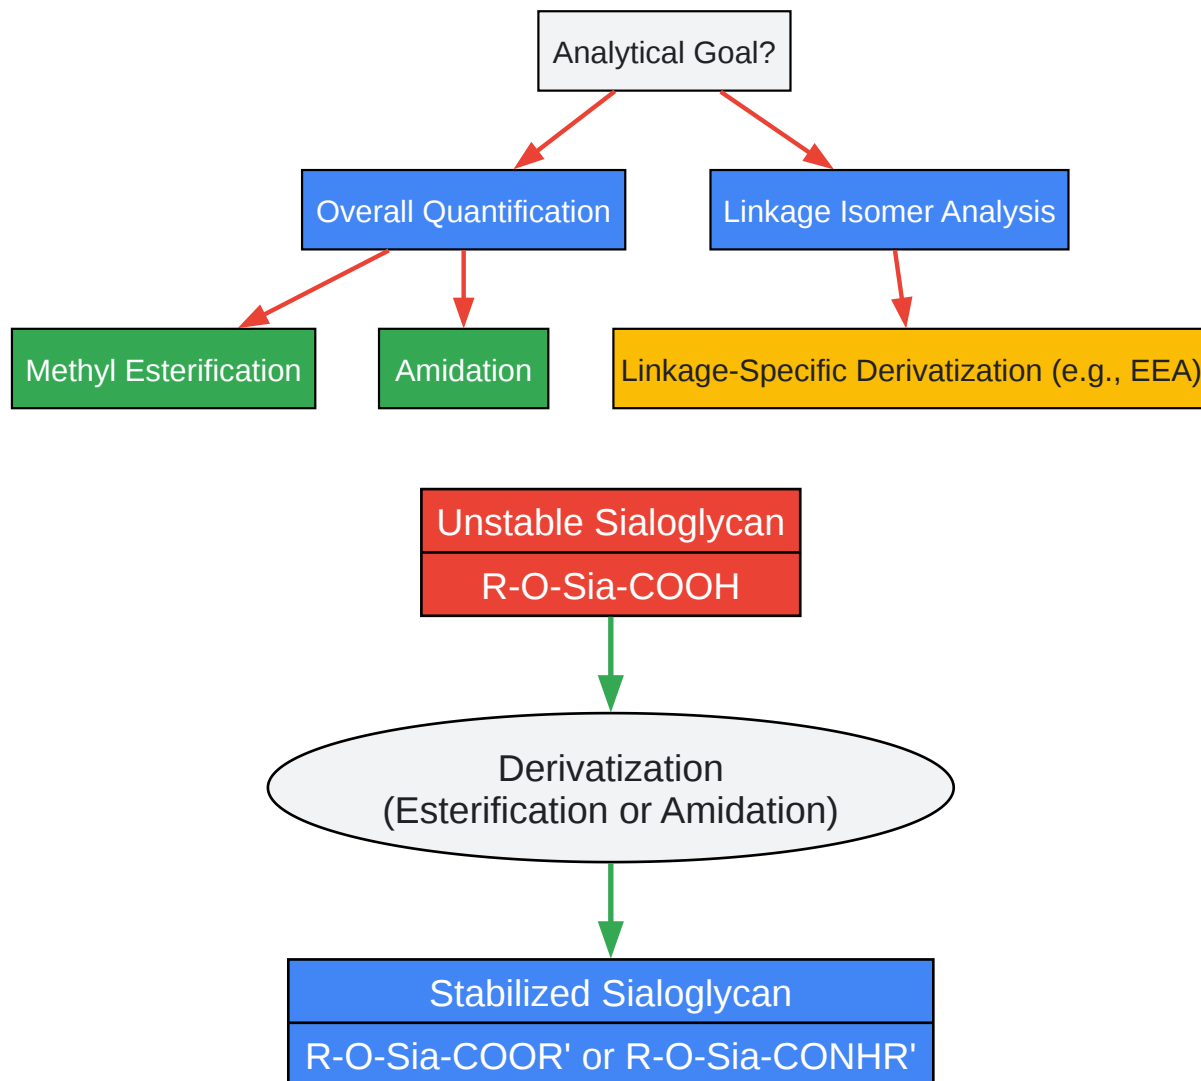 Analytical Goal?
Overall Quantification
Linkage Isomer Analysis
Methyl Esterification
Amidation
Linkage-Specific Derivatization (e.g., EEA)
Unstable Sialoglycan
R-O-Sia-COOH
Derivatization
(Esterification or Amidation)
Stabilized Sialoglycan
R-O-Sia-COOR' or R-O-Sia-CONHR'